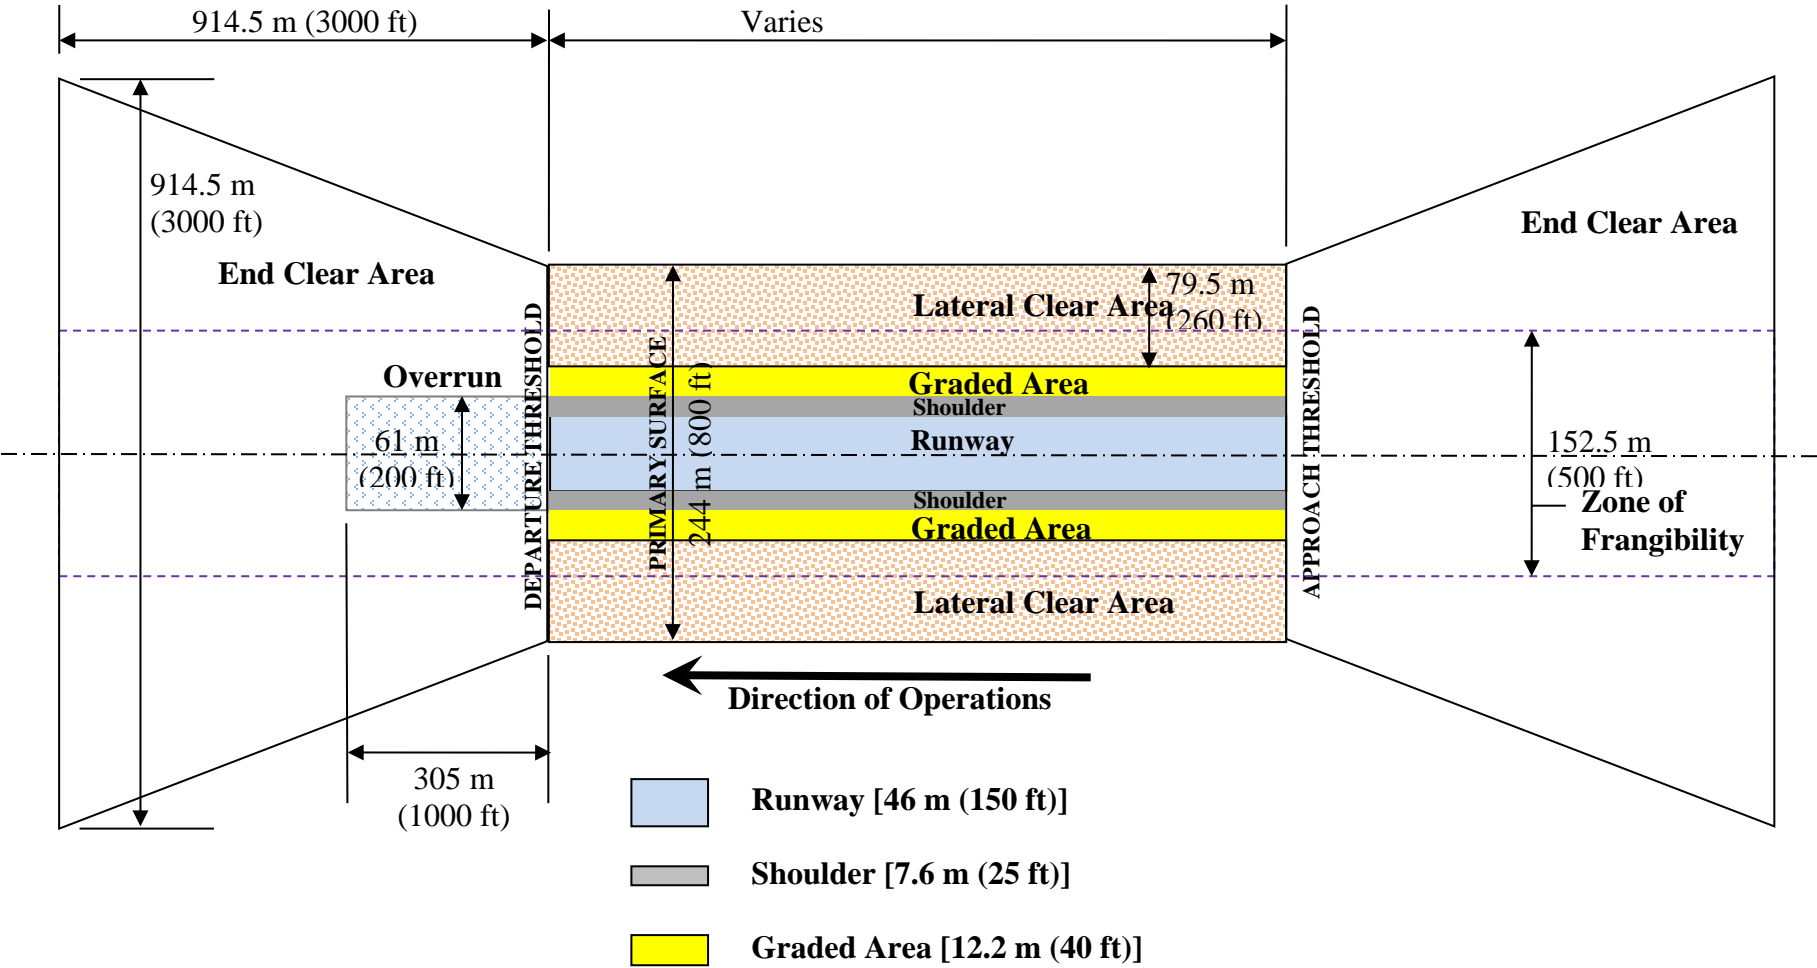 914.5 m (3000 ft)
Varies
914.5 m
(3000 ft)
End Clear Area
End Clear Area
79.5 m
(260 ft)
Lateral Clear Area
DEPARTURE THRESHOLD
PRIMARY SURFACE
244 m (800 ft)
APPROACH THRESHOLD
Overrun
Graded Area
Shoulder
Runway
61 m
(200 ft)
152.5 m
(500 ft)
Shoulder
Zone of
Frangibility
Graded Area
Lateral Clear Area
Direction of Operations
305 m
(1000 ft)
Runway [46 m (150 ft)]
Shoulder [7.6 m (25 ft)]
Graded Area [12.2 m (40 ft)]